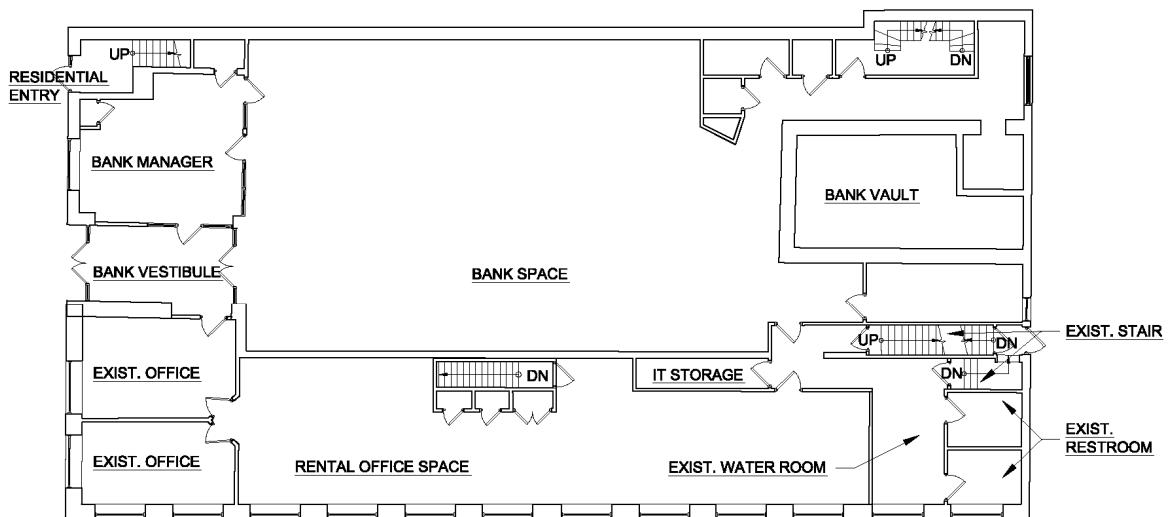 UP
UP
DN
RESIDENTIAL
ENTRY
BANK MANAGER
BANK VAULT
BANK VESTIBULE
BANK SPACE
UP
DN
EXIST. STAIR
EXIST. OFFICE
DN
IT STORAGE
DN
EXIST.
RESTROOM
EXIST. OFFICE
RENTAL OFFICE SPACE
EXIST. WATER ROOM